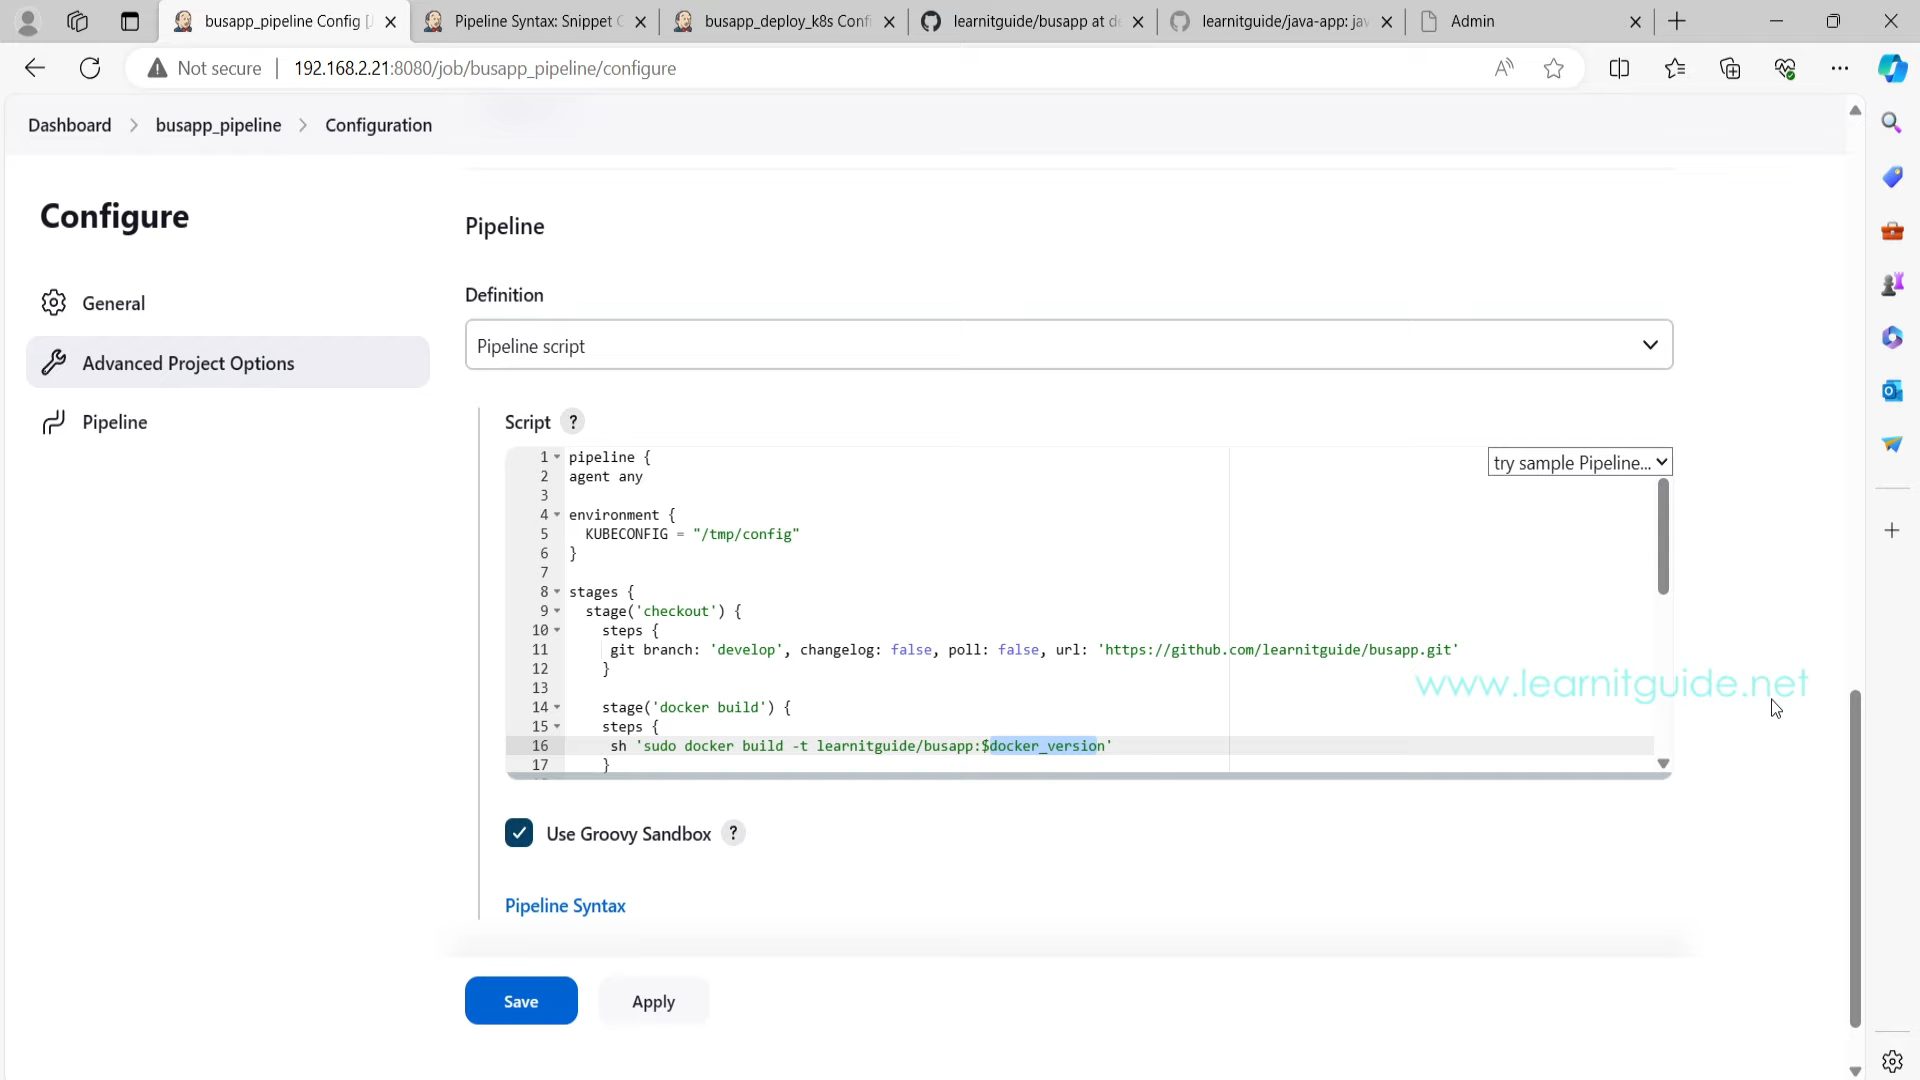 busapp_pipeline Config [J
Pipeline Syntax: Snippet G
busapp_deploy_k8s Confi
learnitguide/busapp at de
learnitguide/java-app: jav
Admin
Not secure
192.168.2.21:8080/job/busapp_pipeline/configure
Dashboard > busapp_pipeline > Configuration
Configure
General
Advanced Project Options
Pipeline
Pipeline
Definition
Pipeline script
Script ?
try sample Pipeline...
1 pipeline {
2 agent any
3
4 environment {
5 KUBECONFIG = "/tmp/config"
6 }
7
8 stages {
9 stage('checkout') {
10 steps {
11 git branch: 'develop', changelog: false, poll: false, url: 'https://github.com/learnitguide/busapp.git'
12 }
13
14 stage('docker build') {
15 steps {
16 sh 'sudo docker build -t learnitguide/busapp:$docker_version'
17 }
www.learnitguide.net
Use Groovy Sandbox ?
Pipeline Syntax
Save
Apply